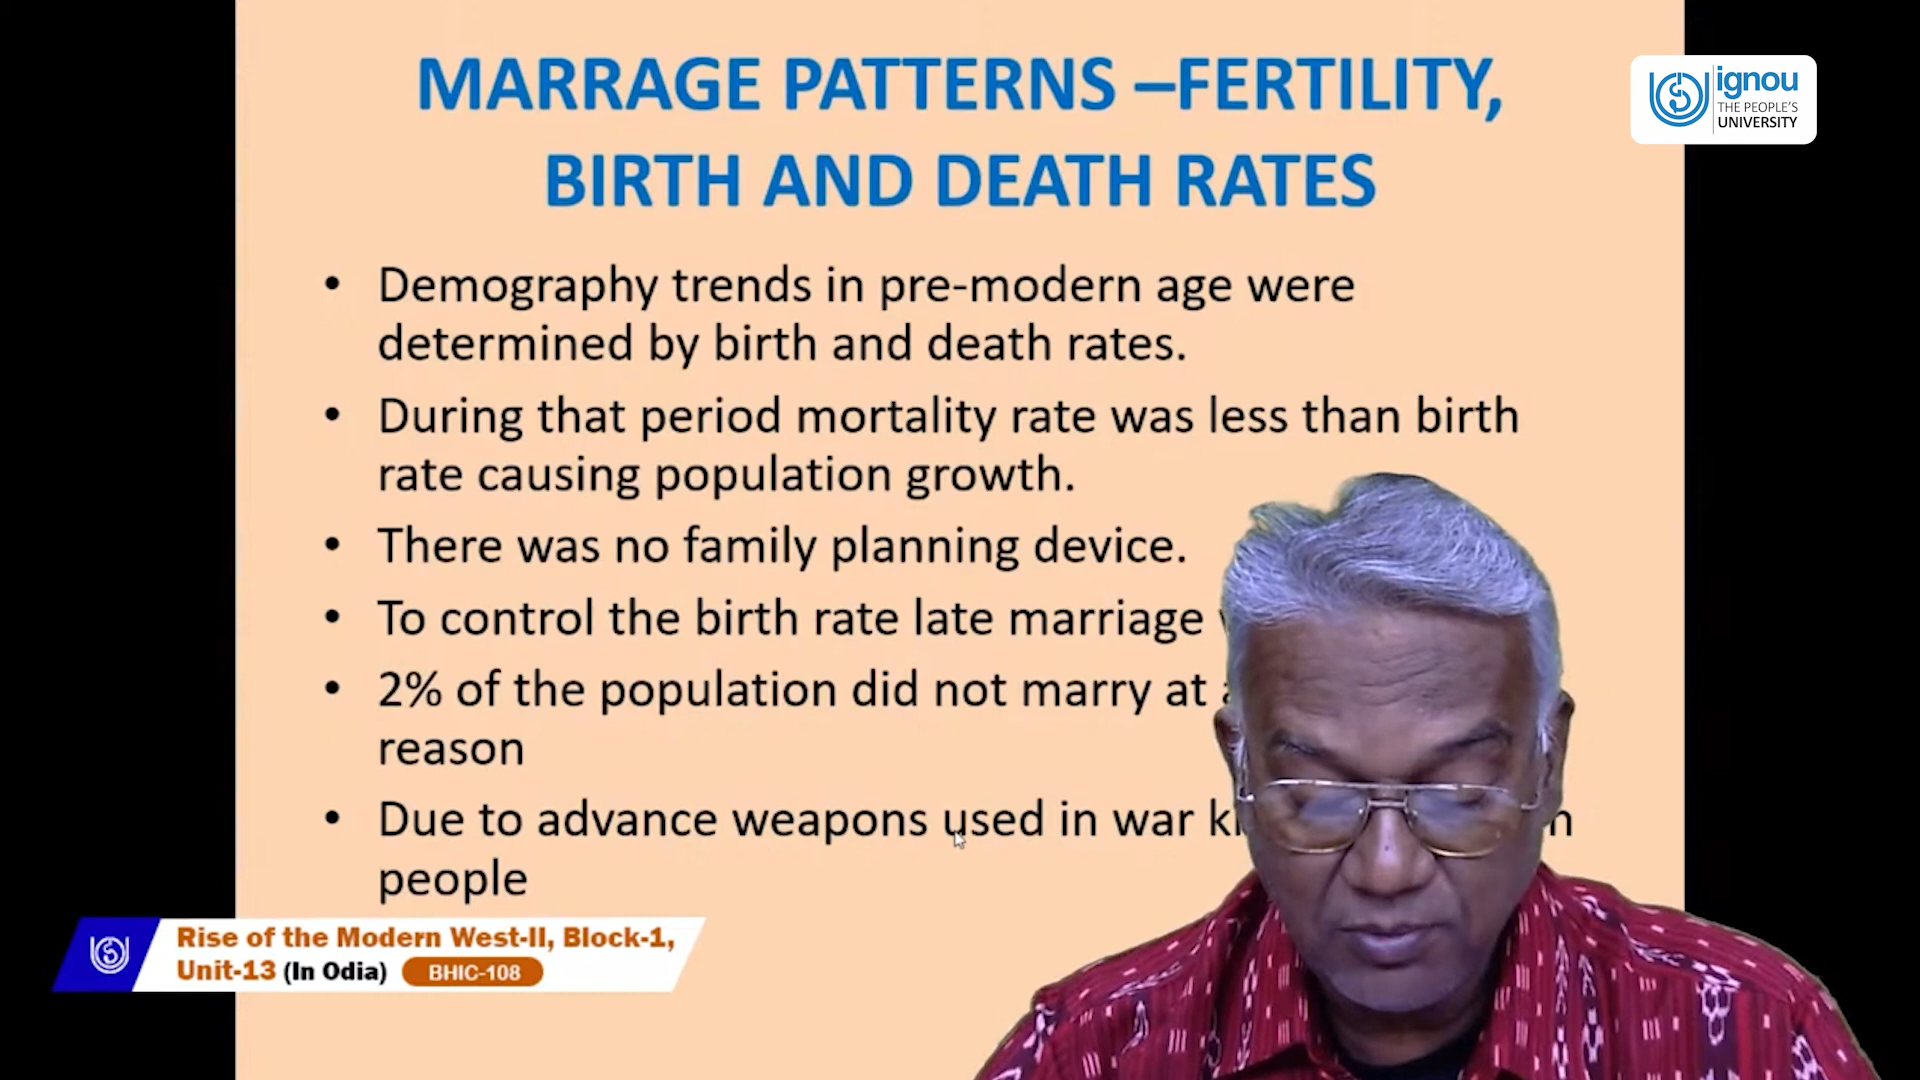 MARRAGE PATTERNS –FERTILITY,
BIRTH AND DEATH RATES
• Demography trends in pre-modern age were
determined by birth and death rates.
• During that period mortality rate was less than birth
rate causing population growth.
• There was no family planning device.
• To control the birth rate late marriage
• 2% of the population did not marry at
reason
• Due to advance weapons used in war
people
ignou
THE PEOPLE'S
UNIVERSITY
Rise of the Modern West-II, Block-1,
Unit-13 (In Odia) BHIC-108